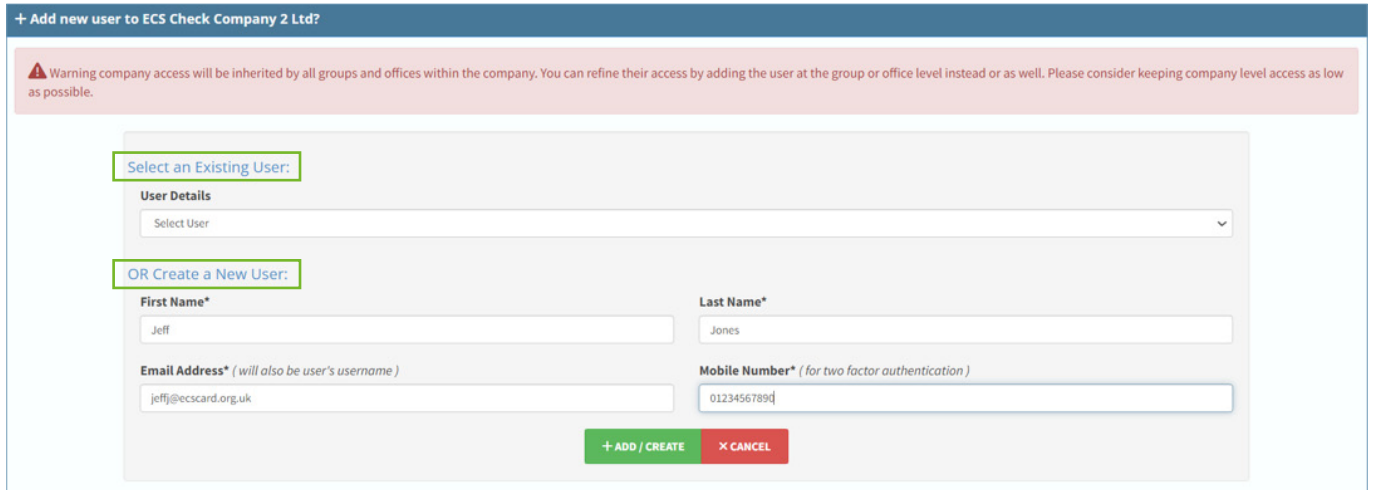 + Add new user to ECS Check Company 2 Ltd?
Warning company access will be inherited by all groups and offices within the company. You can refine their access by adding the user at the group or office level instead or as well. Please consider keeping company level access as low
as possible.
Select an Existing User:
User Details
Select User
OR Create a New User:
First Name* Last Name*
Jeff Jones
Email Address* ( will also be user's username ) Mobile Number* ( for two factor authentication )
jeffj@ecscard.org.uk 01234567890
+ ADD / CREATE × CANCEL